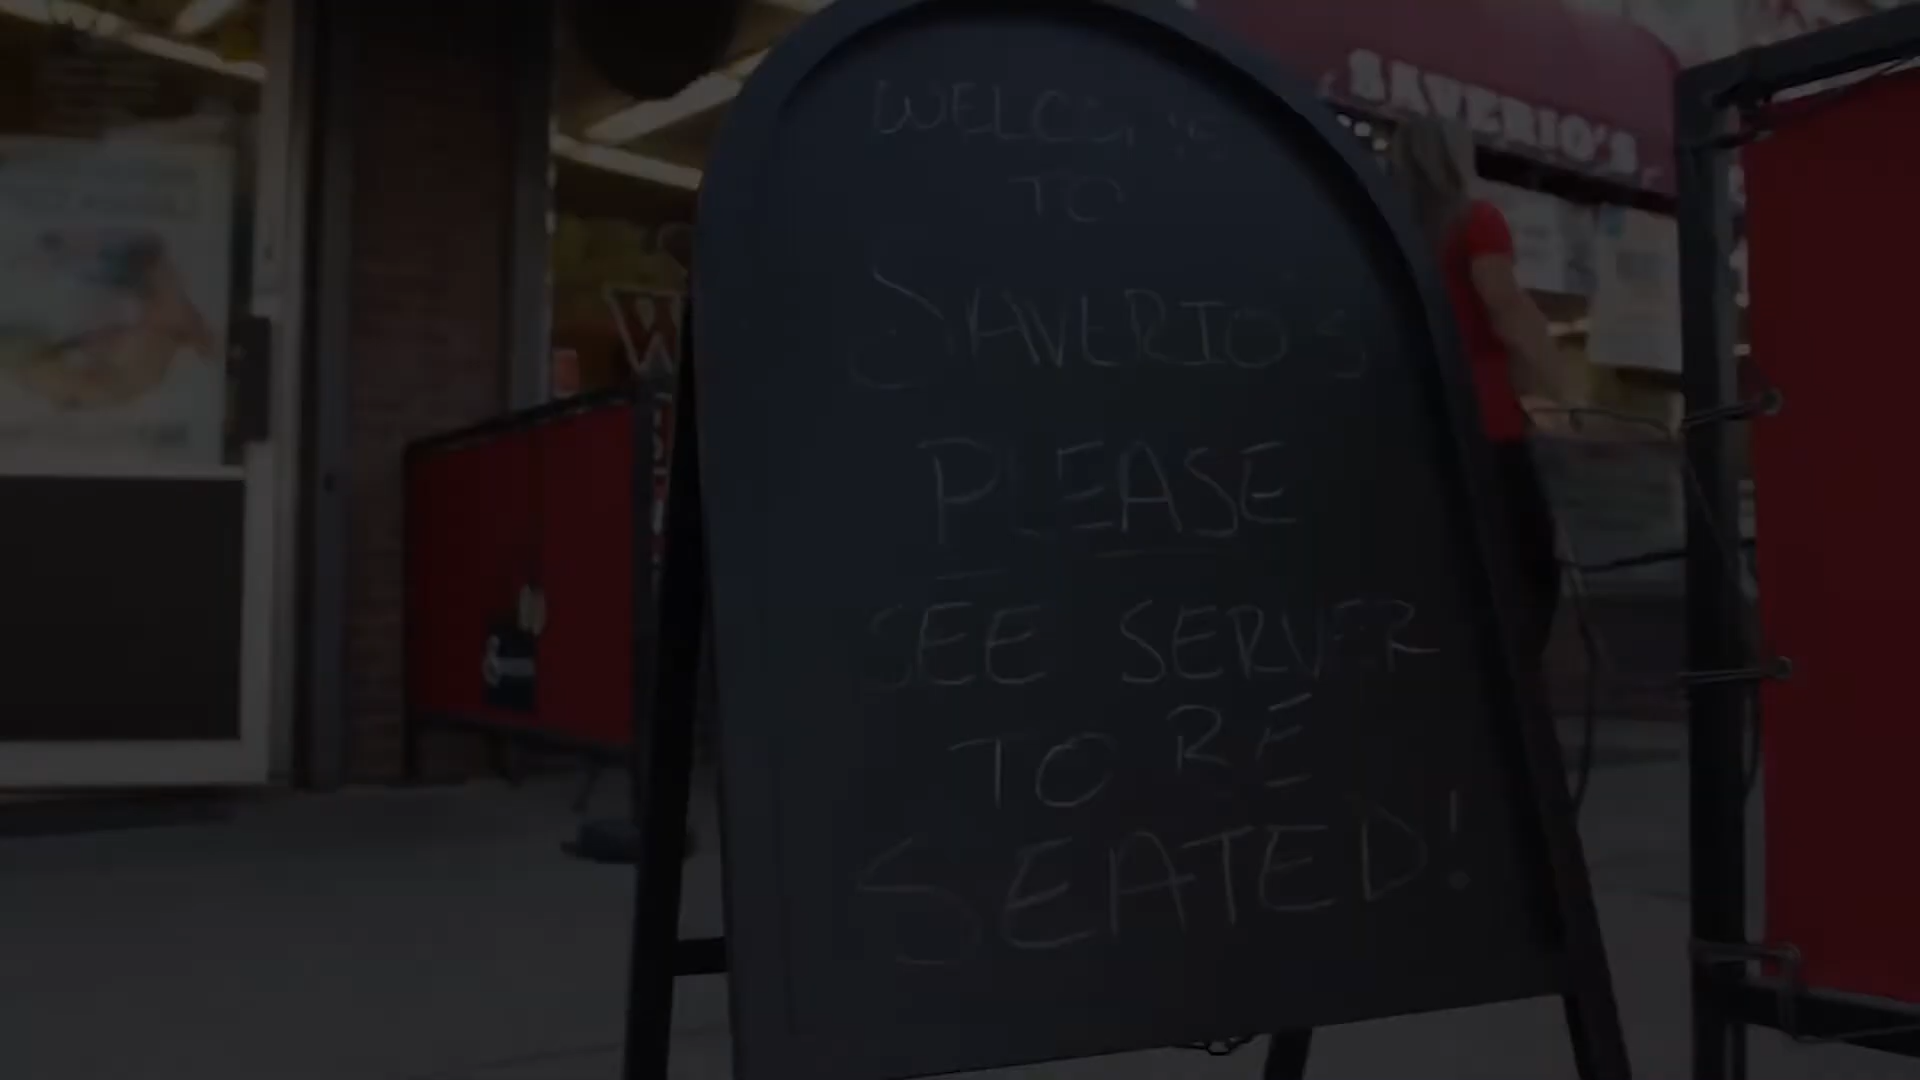 WELCOME
TO
SAVERIO'S
PLEASE
SEE SERVER
TO BE
SEATED!
SAVERIO'S
W